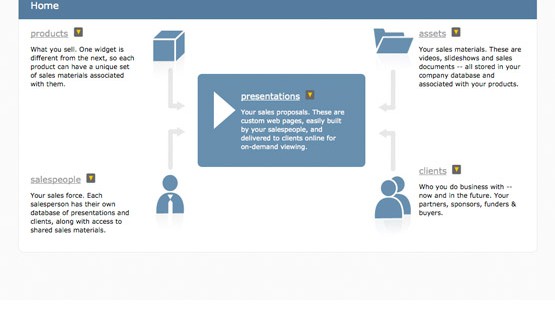 Home
products
What you sell. One widget is
different from the next, so each
product can have a unique set
of sales materials associated
with them.
assets
Your sales materials. These are
videos, slideshows and sales
documents -- all stored in your
company database and
associated with your products.
presentations
Your sales proposals. These are
custom web pages, easily built
by your salespeople, and
delivered to clients online for
on-demand viewing.
salespeople
Your sales force. Each
salesperson has their own
database of presentations and
clients, along with access to
shared sales materials.
clients
Who you do business with --
now and in the future. Your
partners, sponsors, funders &
buyers.